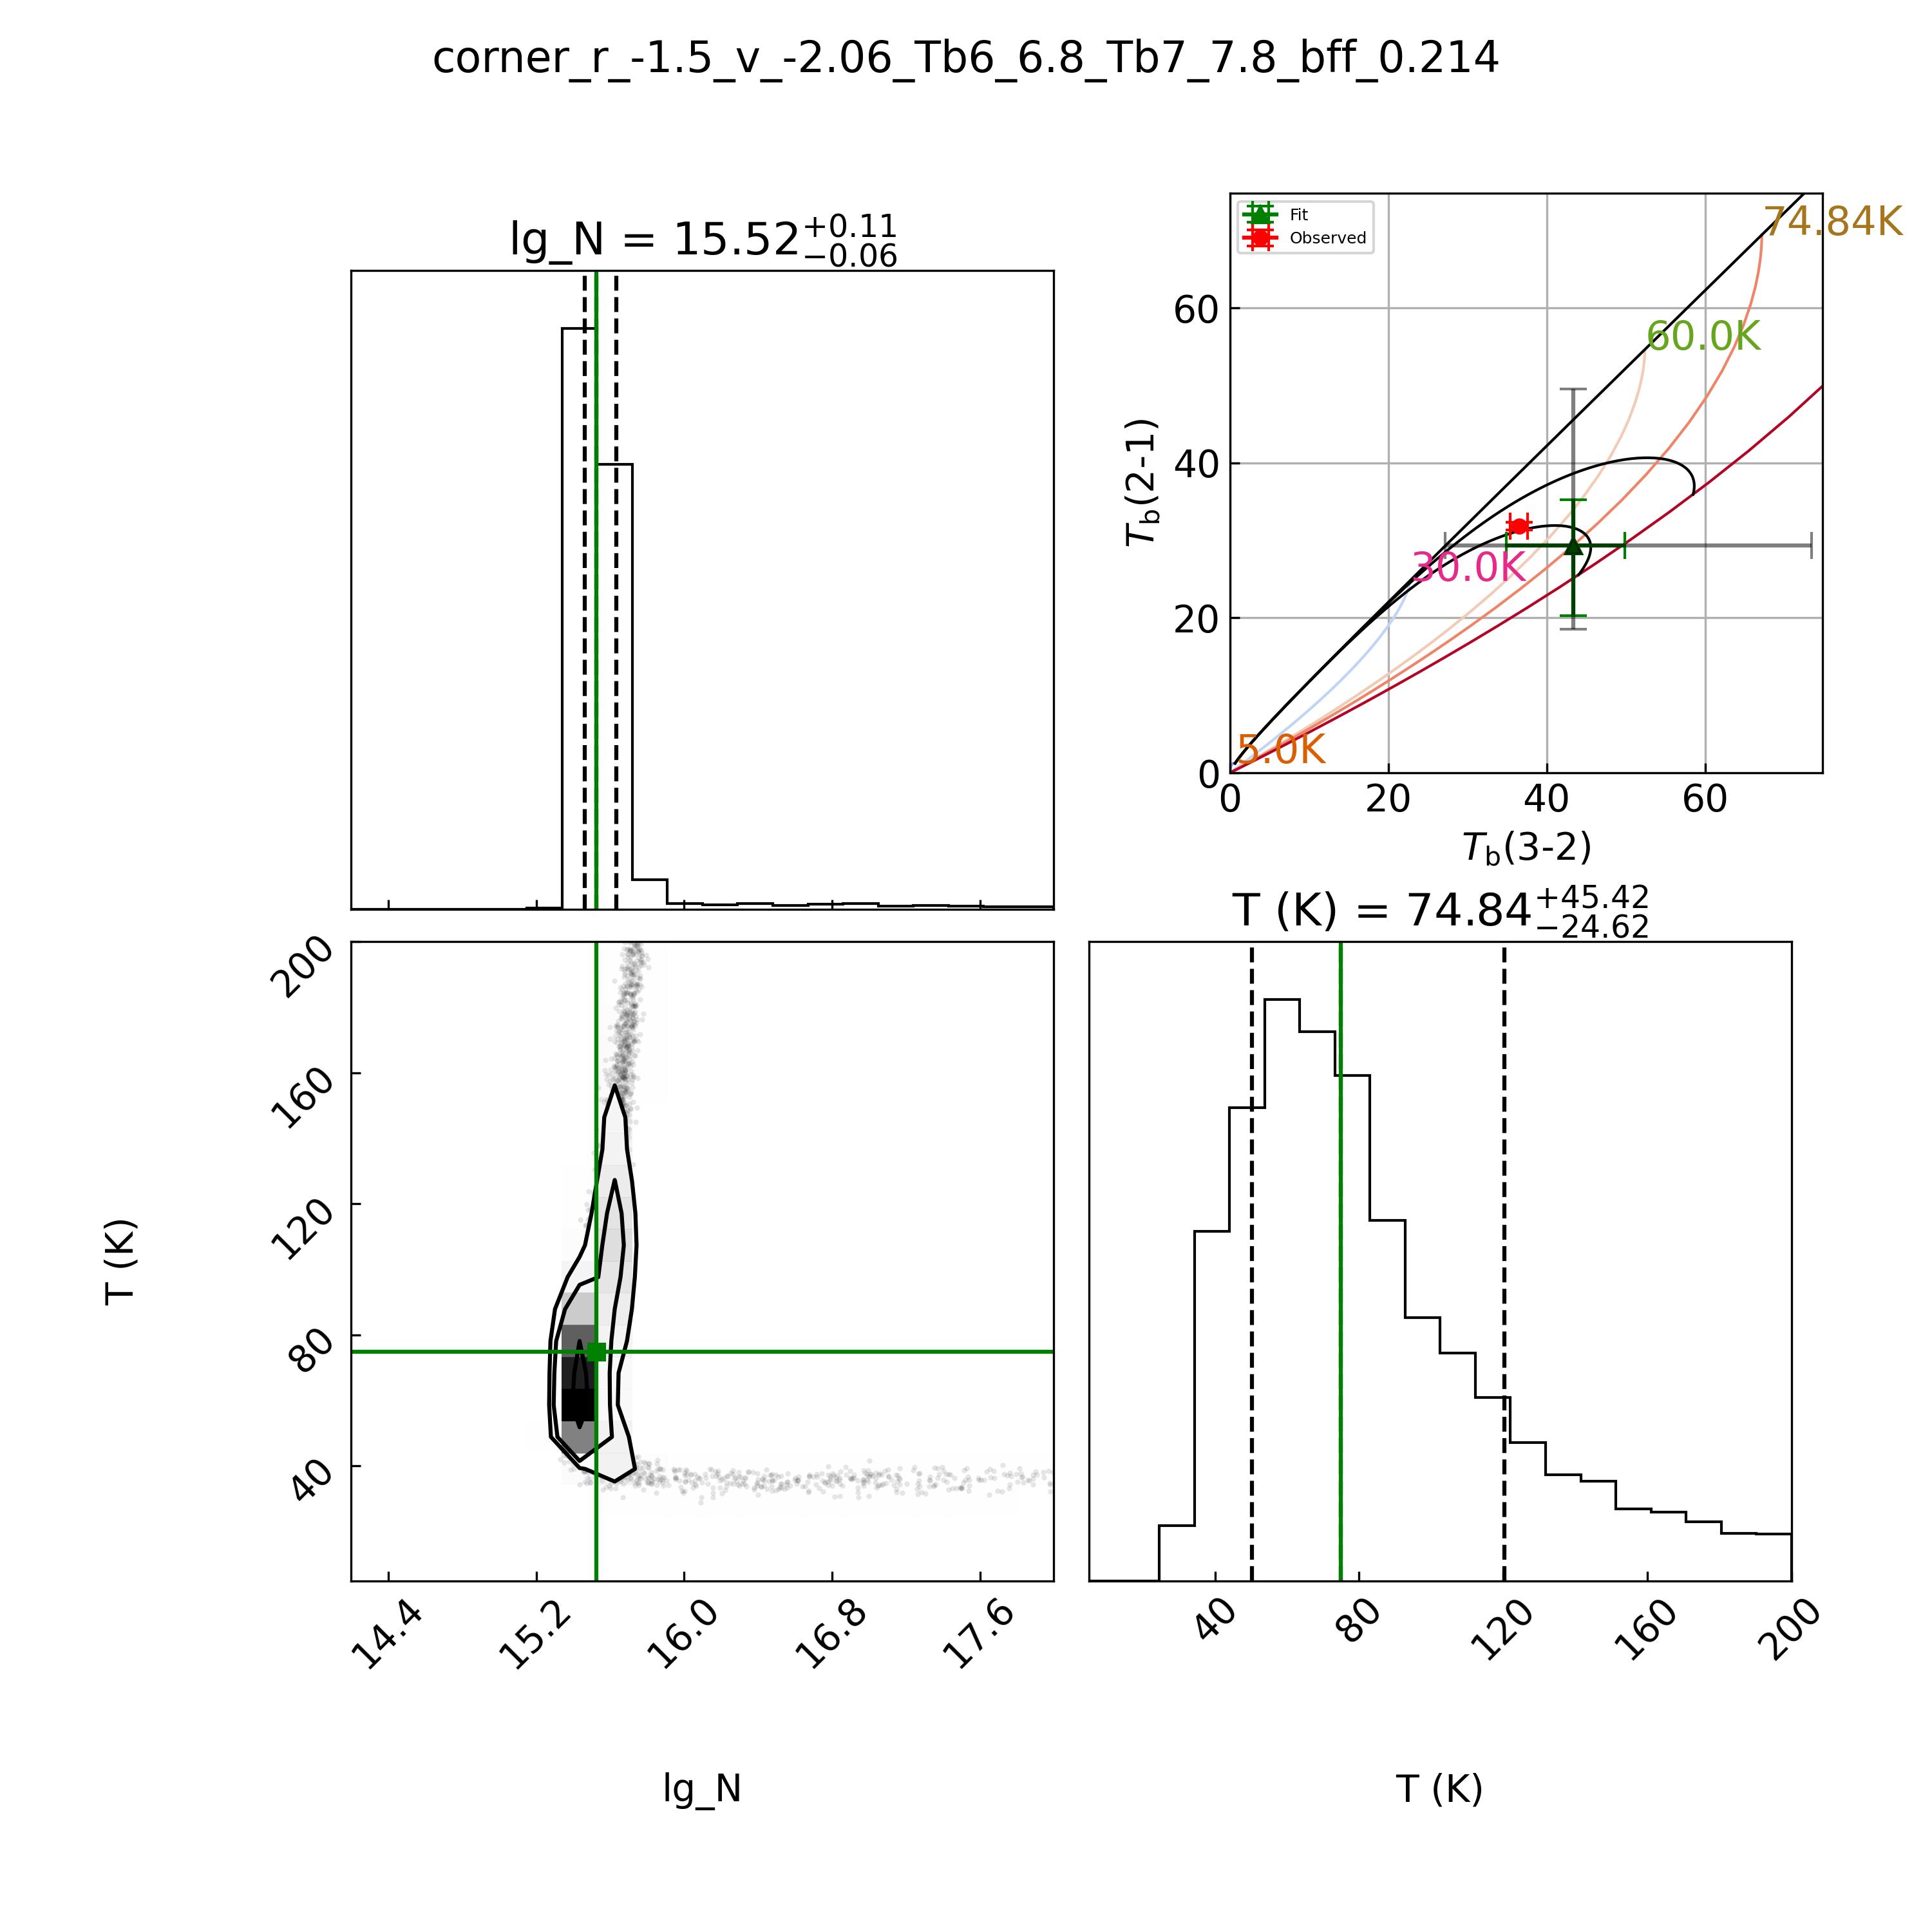 corner_r_-1.5_v_-2.06_Tb6_6.8_Tb7_7.8_bff_0.214
lg_N = 15.52+0.11−0.06
Fit
Observed
74.84K
60.0K
30.0K
5.0K
Tb(2-1)
60
40
20
0
0 20 40 60
Tb(3-2)
T (K) = 74.84+45.42−24.62
T (K)
200
160
120
80
40
14.4 15.2 16.0 16.8 17.6
lg_N
40 80 120 160 200
T (K)